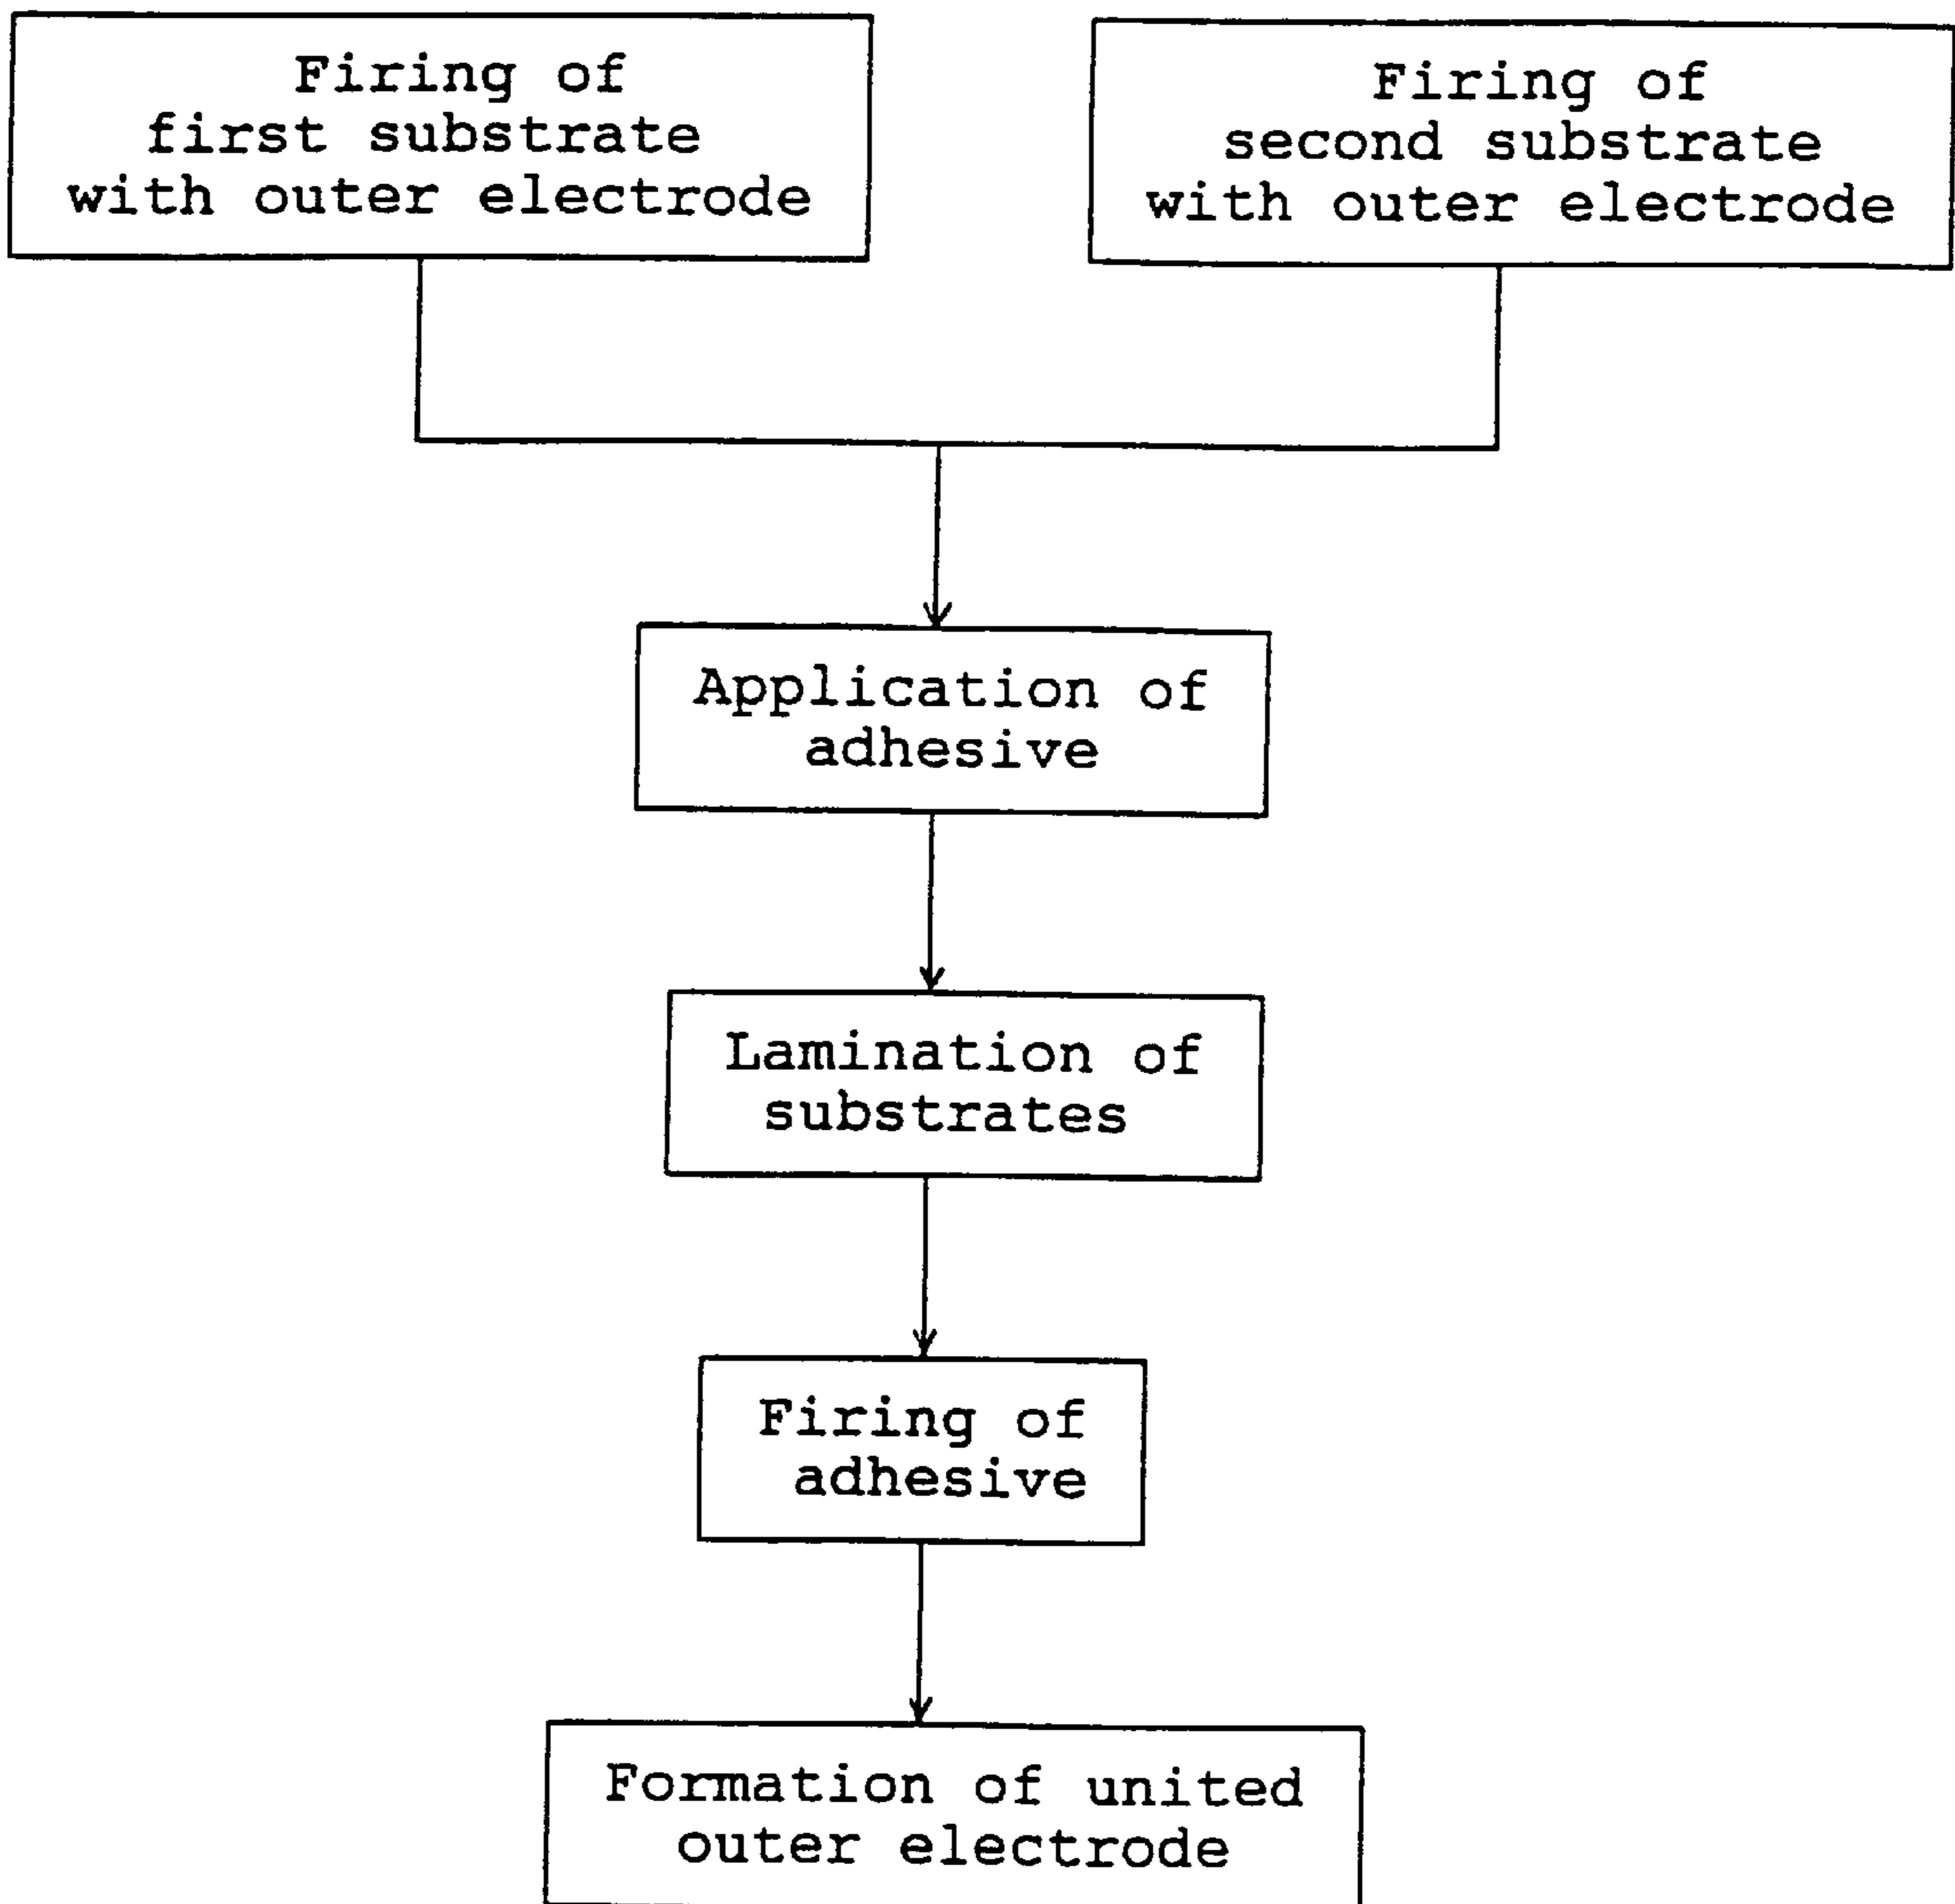 Firing of
first substrate
with outer electrode
Firing of
second substrate
with outer electrode
Application of
adhesive
Lamination of
substrates
Firing of
adhesive
Formation of united
outer electrode